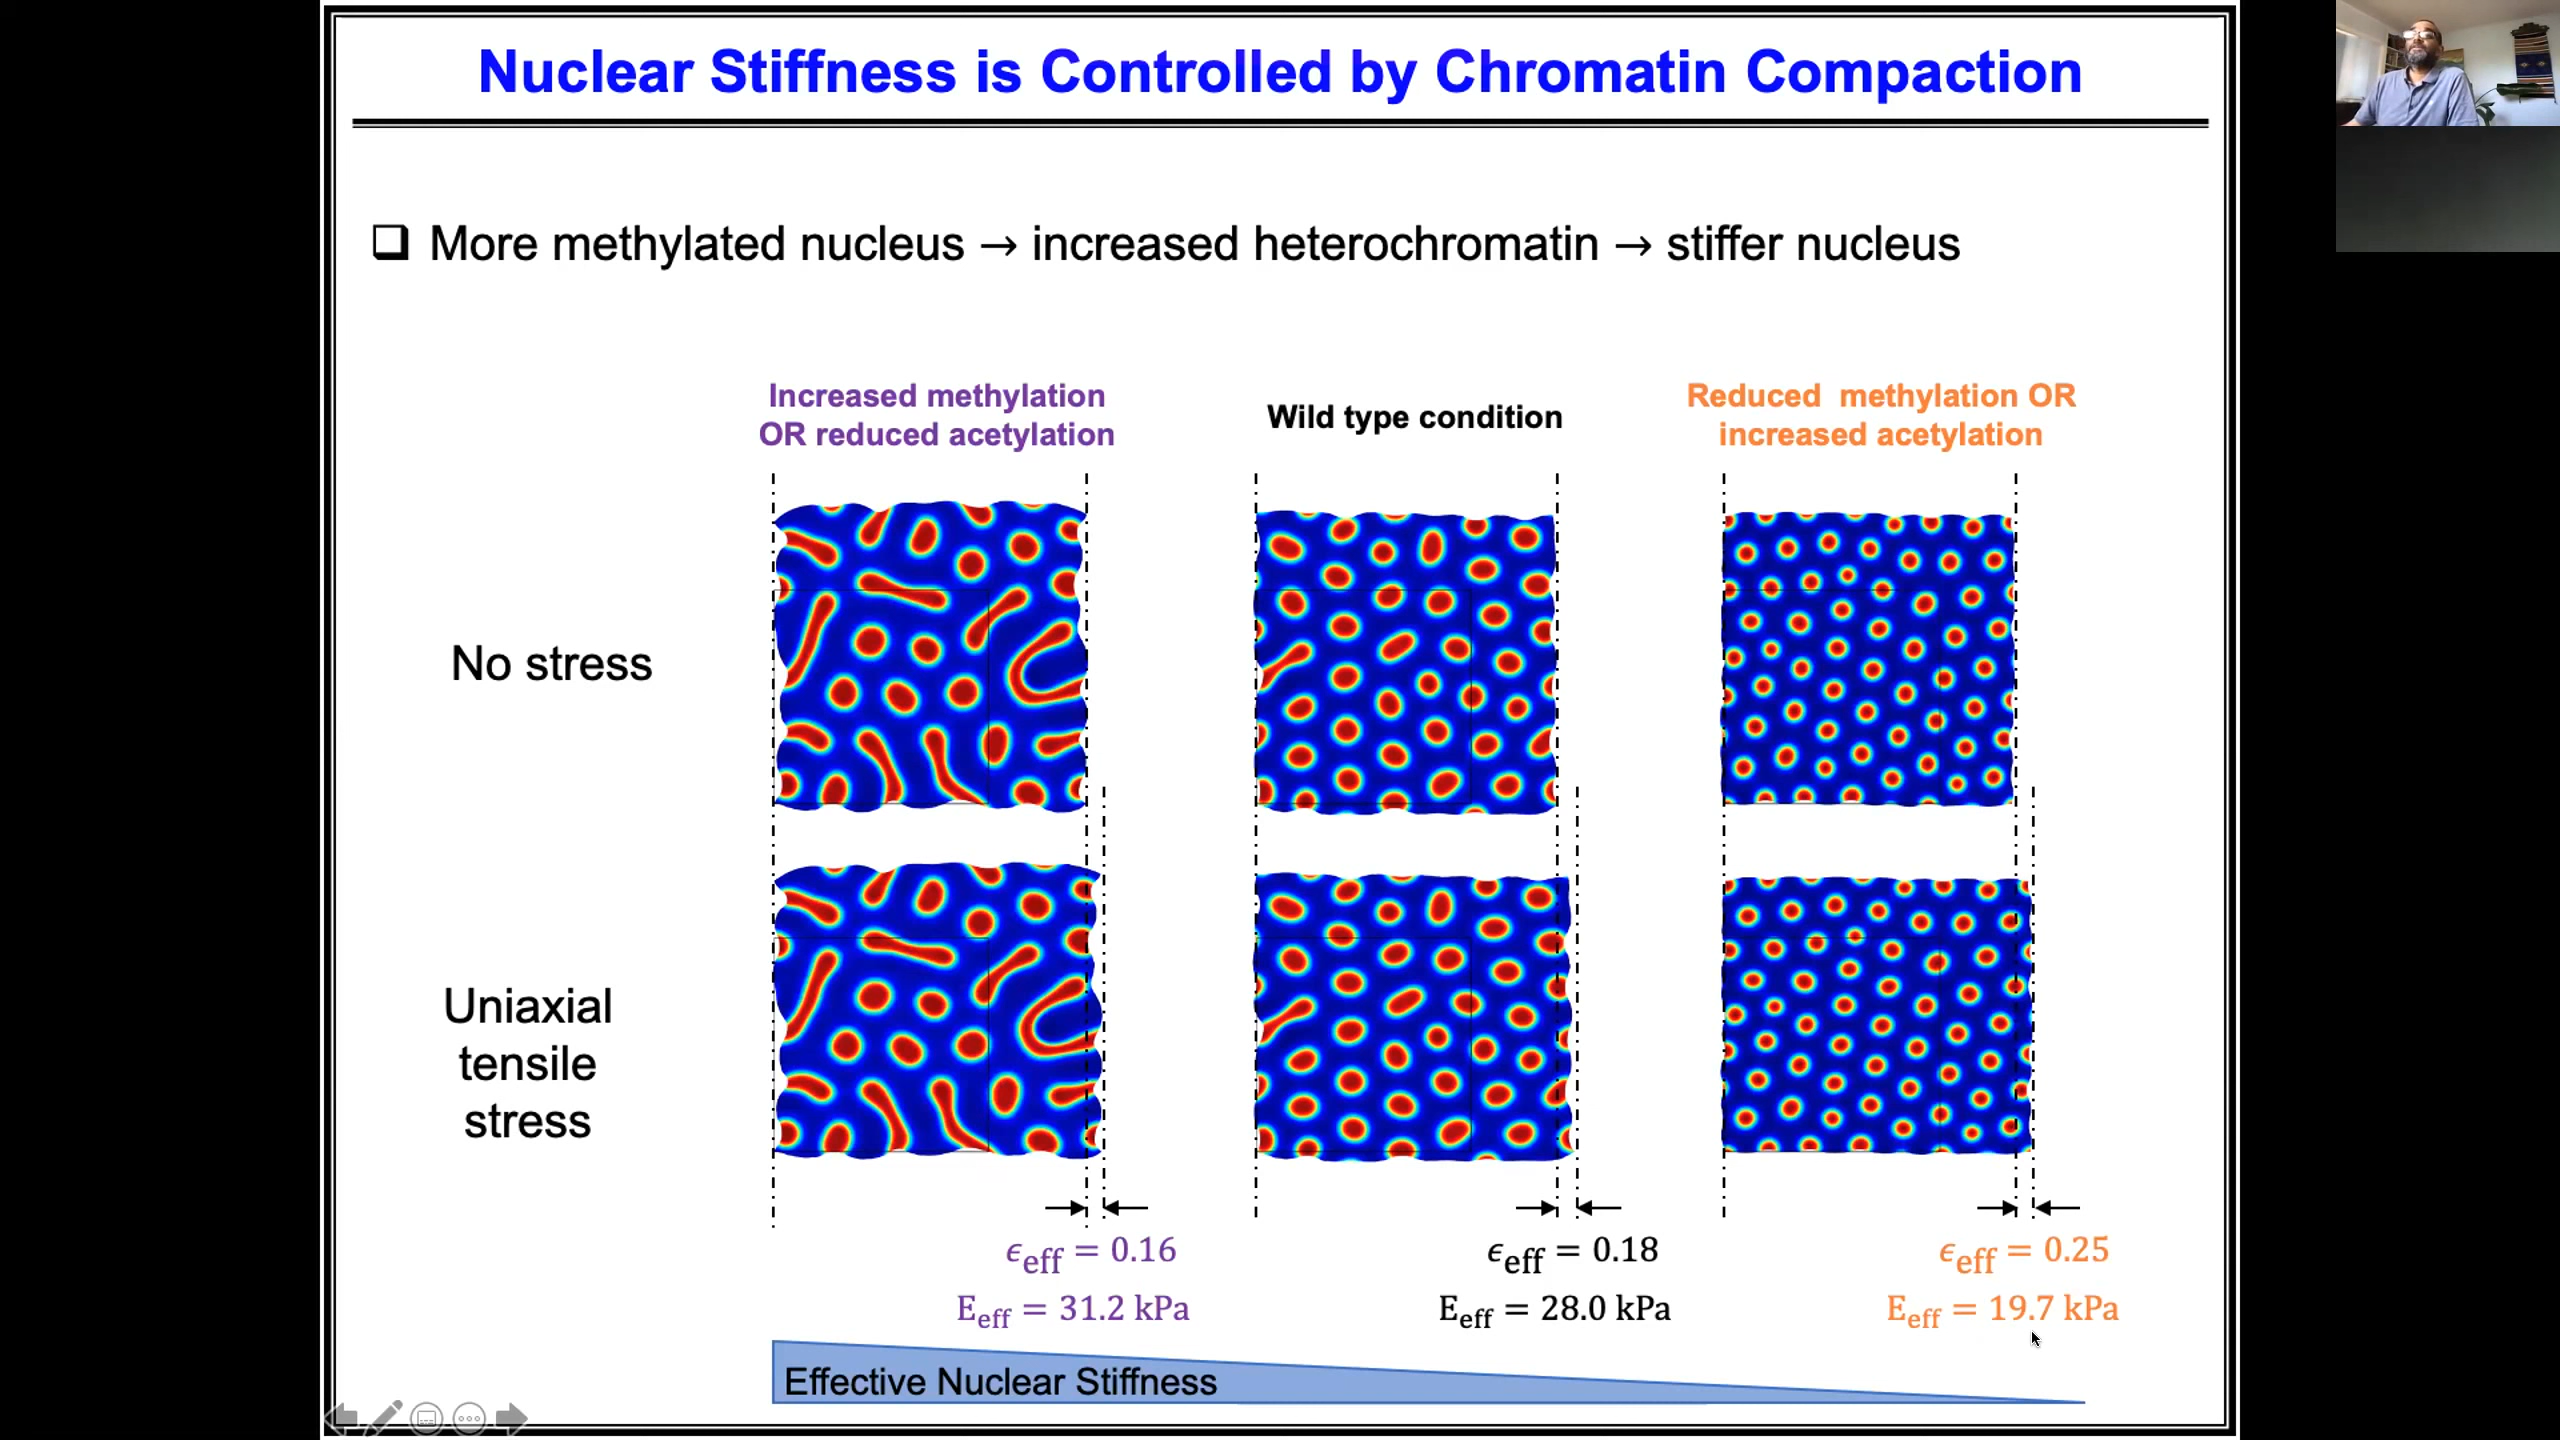 Nuclear Stiffness is Controlled by Chromatin Compaction
❑ More methylated nucleus → increased heterochromatin → stiffer nucleus
Increased methylation
OR reduced acetylation
Wild type condition
Reduced methylation OR
increased acetylation
No stress
Uniaxial
tensile
stress
ϵeff = 0.16
Eeff = 31.2 kPa
ϵeff = 0.18
Eeff = 28.0 kPa
ϵeff = 0.25
Eeff = 19.7 kPa
Effective Nuclear Stiffness